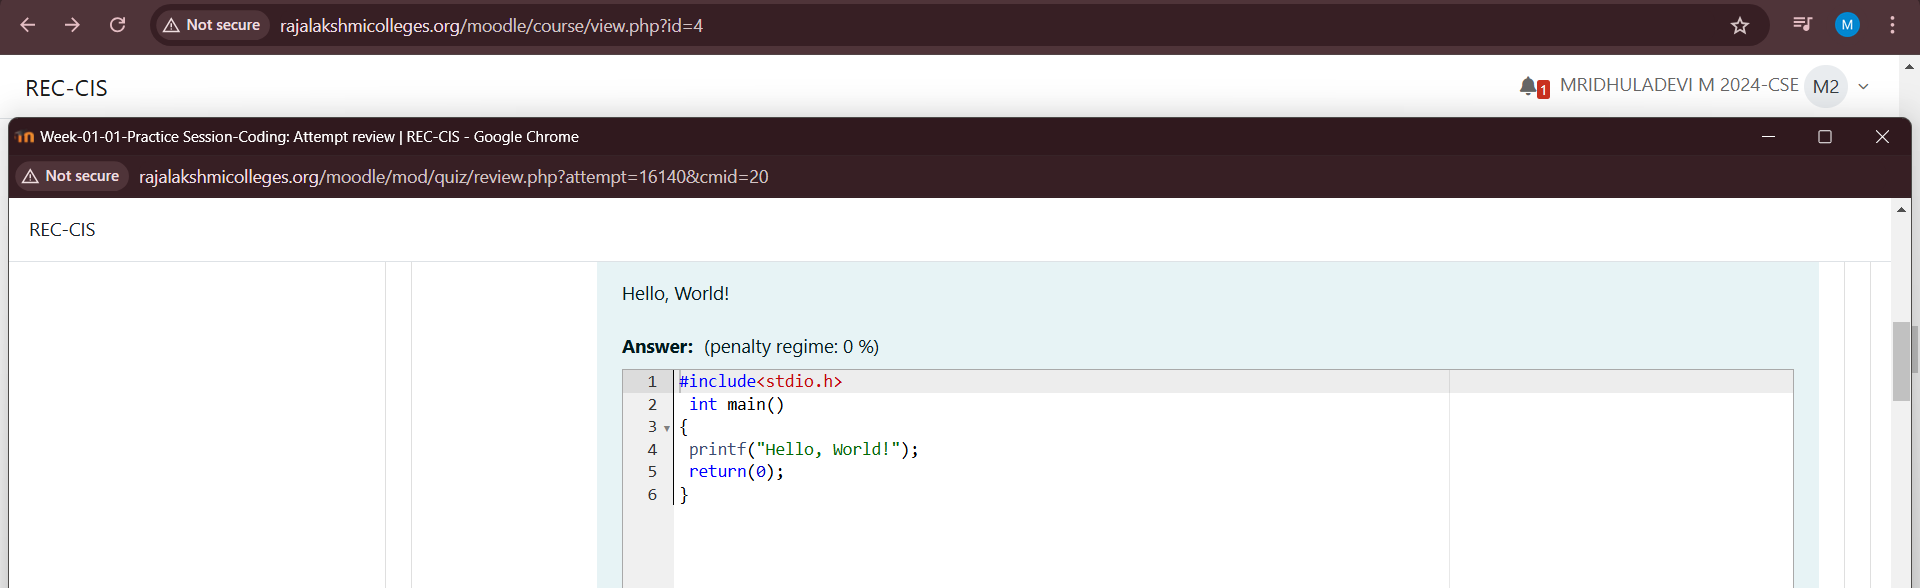 Not secure rajalakshmicolleges.org/moodle/course/view.php?id=4 M
REC-CIS 1 MRIDHULADEVI M 2024-CSE M2
in Week-01-01-Practice Session-Coding: Attempt review | REC-CIS - Google Chrome
Not secure rajalakshmicolleges.org/moodle/mod/quiz/review.php?attempt=16140&cmid=20
REC-CIS
Hello, World!
Answer: (penalty regime: 0 %)
1 #include<stdio.h>
2 int main()
3 {
4 printf("Hello, World!");
5 return(0);
6 }